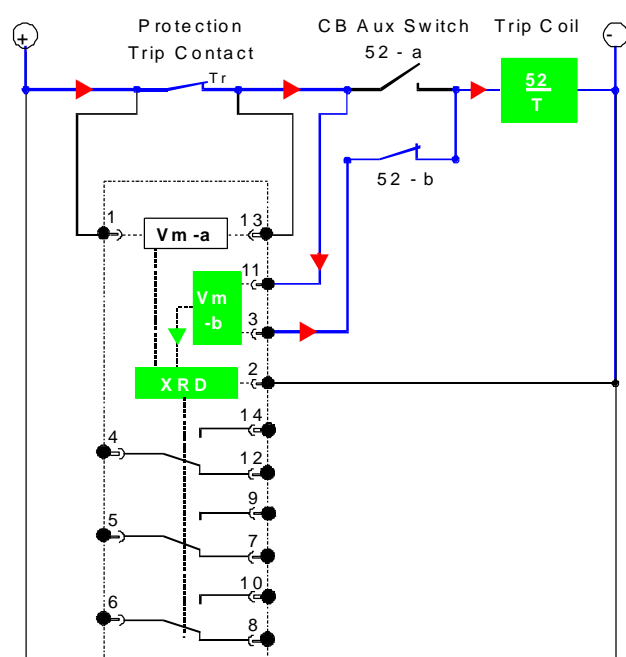 Protection
Trip Contact
CB Aux Switch
52 - a
Trip Coil
+
-
Tr
52
T
52 - b
1
Vm -a
13
11
Vm
-b
3
2
XRD
14
4
12
9
5
7
10
6
8